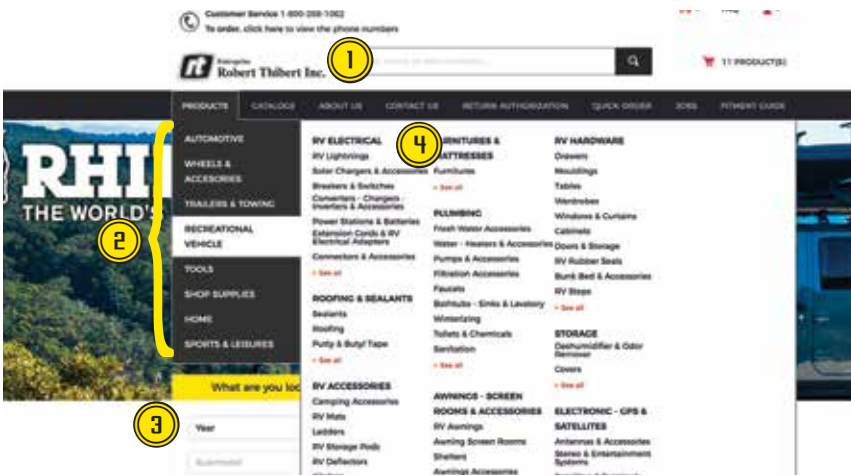 Customer Service 1-800-288-1062
To order, click here to view the phone numbers
1
rt
Entreprise
Robert Thibert Inc.
11 PRODUCT(S)
PRODUCTS CATALOGS ABOUT US CONTACT US RETURN AUTHORIZATION QUICK ORDER JOBS FITMENT GUIDE
RHI
THE WORLD'S
2
AUTOMOTIVE
WHEELS &
ACCESORIES
TRAILERS & TOWING
RECREATIONAL
VEHICLE
TOOLS
SHOP SUPPLIES
HOME
SPORTS & LEISURES
RV ELECTRICAL
RV Lightnings
Solar Chargers & Accessories
Breakers & Switches
Converters - Chargers -
Inverters & Accessories
Power Stations & Batteries
Extension Cords & RV
Electrical Adapters
Connectors & Accessories
+ See all
ROOFING & SEALANTS
Sealants
Roofing
Putty & Butyl Tape
+ See all
RV ACCESSORIES
Camping Accessories
RV Mats
Ladders
RV Storage Pods
RV Deflectors
4
FURNITURES &
MATTRESSES
Furnitures
+ See all
PLUMBING
Fresh Water Accessories
Water - Heaters & Accessories
Pumps & Accessories
Filtration Accessories
Faucets
Bathtubs - Sinks & Lavatory
Winterizing
Toilets & Chemicals
Sanitation
+ See all
AWNINGS - SCREEN
ROOMS & ACCESSORIES
RV Awnings
Awning Screen Rooms
Shelters
Awnings Accessories
RV HARDWARE
Drawers
Mouldings
Tables
Wardrobes
Windows & Curtains
Cabinets
Doors & Storage
RV Rubber Seals
Bunk Bed & Accessories
RV Steps
+ See all
STORAGE
Deshumidifier & Odor
Remover
Covers
+ See all
ELECTRONIC - GPS &
SATELLITES
Antennas & Accessories
Stereo & Entertainment
Systems
What are you loo
3
Year